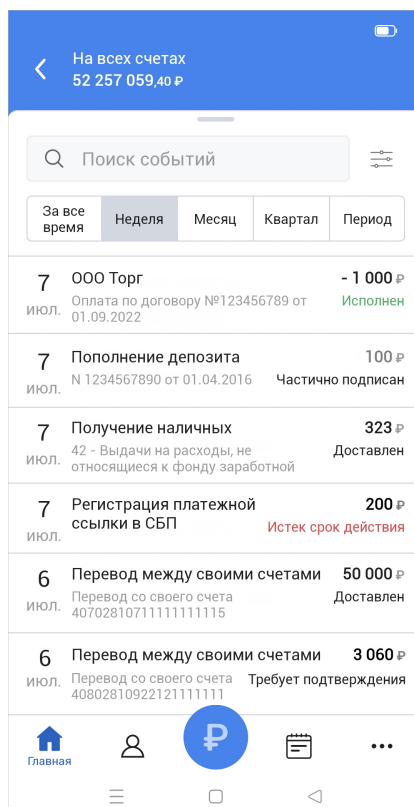 На всех счетах
52 257 059,40 ₽
Поиск событий
За все
время
Неделя
Месяц
Квартал
Период
7
июл.
ООО Торг
- 1 000 ₽
Оплата по договору №123456789 от
01.09.2022
Исполнен
7
июл.
Пополнение депозита
100 ₽
N 1234567890 от 01.04.2016
Частично подписан
7
июл.
Получение наличных
323 ₽
42 - Выдачи на расходы, не
относящиеся к фонду заработной
Доставлен
7
июл.
Регистрация платежной
ссылки в СБП
200 ₽
Истек срок действия
6
июл.
Перевод между своими счетами
50 000 ₽
Перевод со своего счета
40702810711111111115
Доставлен
6
июл.
Перевод между своими счетами
3 060 ₽
Перевод со своего счета
40802810922121111111
Требует подтверждения
₽
Главная